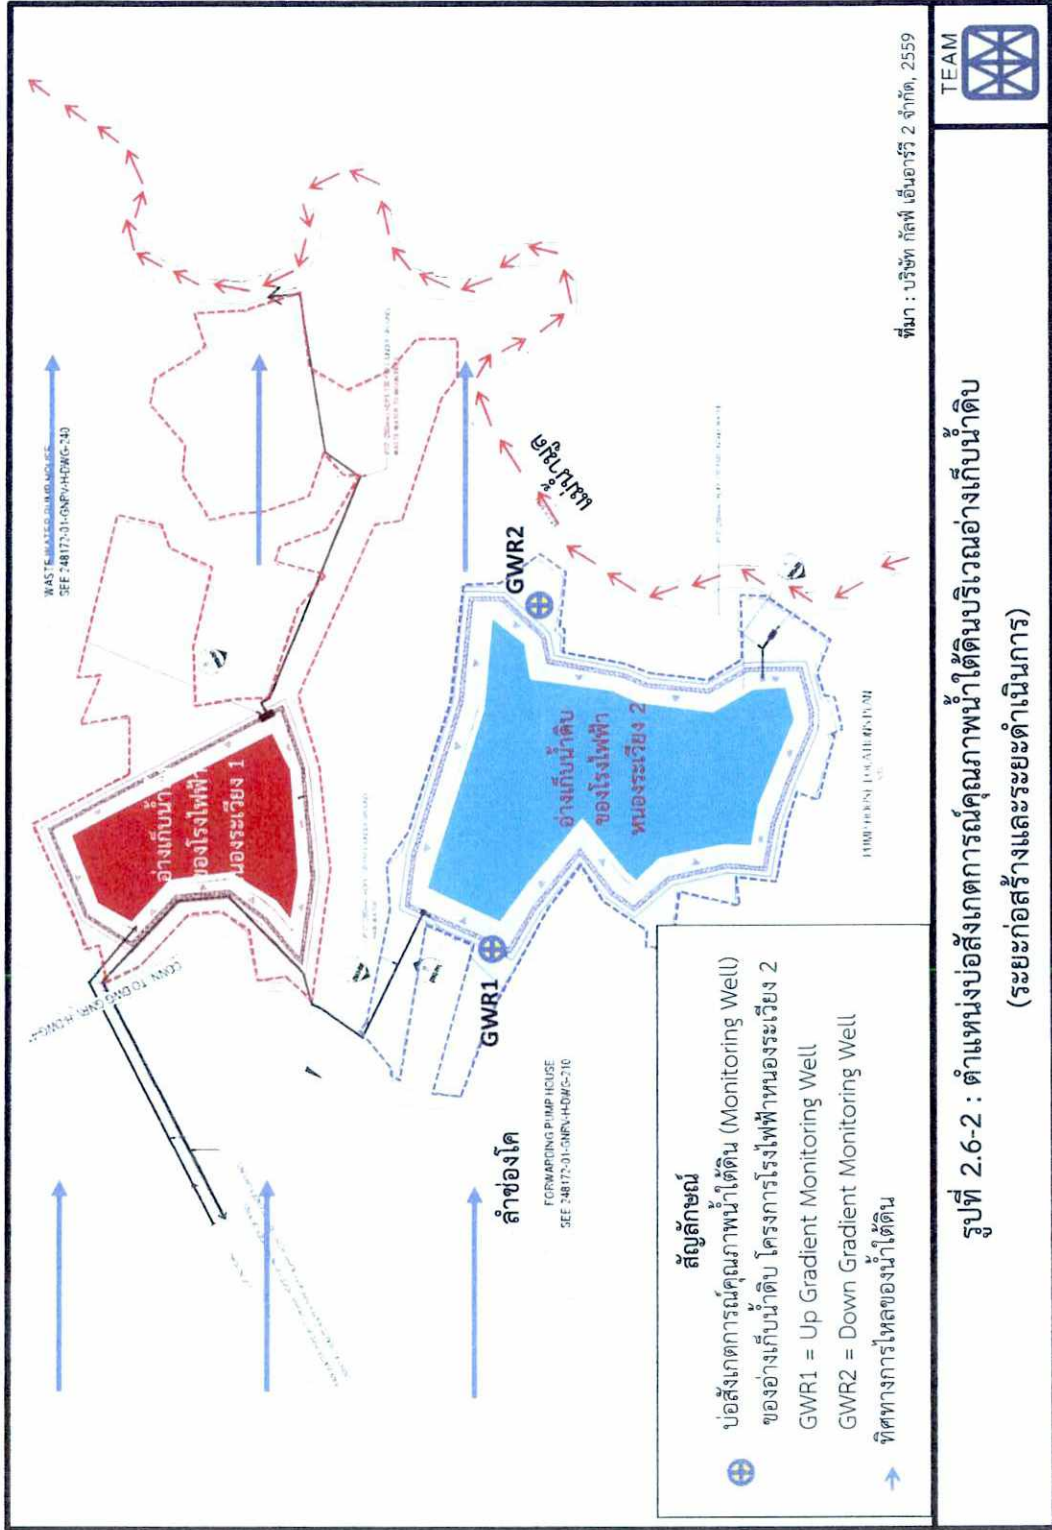 WASTE WATER PUMP HOUSE
SEE 248172-01-GNPV-H-DWG-240
อ่างเก็บน้ำ
ของโรงไฟฟ้า
นองระเวียง 1
อ่างเก็บน้ำดิบ
ของโรงไฟฟ้า
หนองระเวียง 2
GWR1
GWR2
แม่น้ำมูล
ลำช่องโค
FORWARDING PUMP HOUSE
SEE 248172-01-GNPV-H-DWG-210
PUMP HOUSE LOCATIONS PLAN
สัญลักษณ์
บ่อสังเกตการณ์คุณภาพน้ำใต้ดิน (Monitoring Well)
ของอ่างเก็บน้ำดิบ โครงการโรงไฟฟ้าหนองระเวียง 2
GWR1 = Up Gradient Monitoring Well
GWR2 = Down Gradient Monitoring Well
ทิศทางการไหลของน้ำใต้ดิน
ที่มา : บริษัท กัลฟ์ เอ็นอาร์วี 2 จำกัด, 2559
รูปที่ 2.6-2 : ตำแหน่งบ่อสังเกตการณ์คุณภาพน้ำใต้ดินบริเวณอ่างเก็บน้ำดิบ
(ระยะก่อสร้างและระยะดำเนินการ)
TEAM